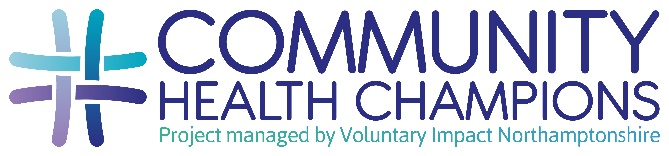 COMMUNITY
HEALTH CHAMPIONS
Project managed by Voluntary Impact Northamptonshire